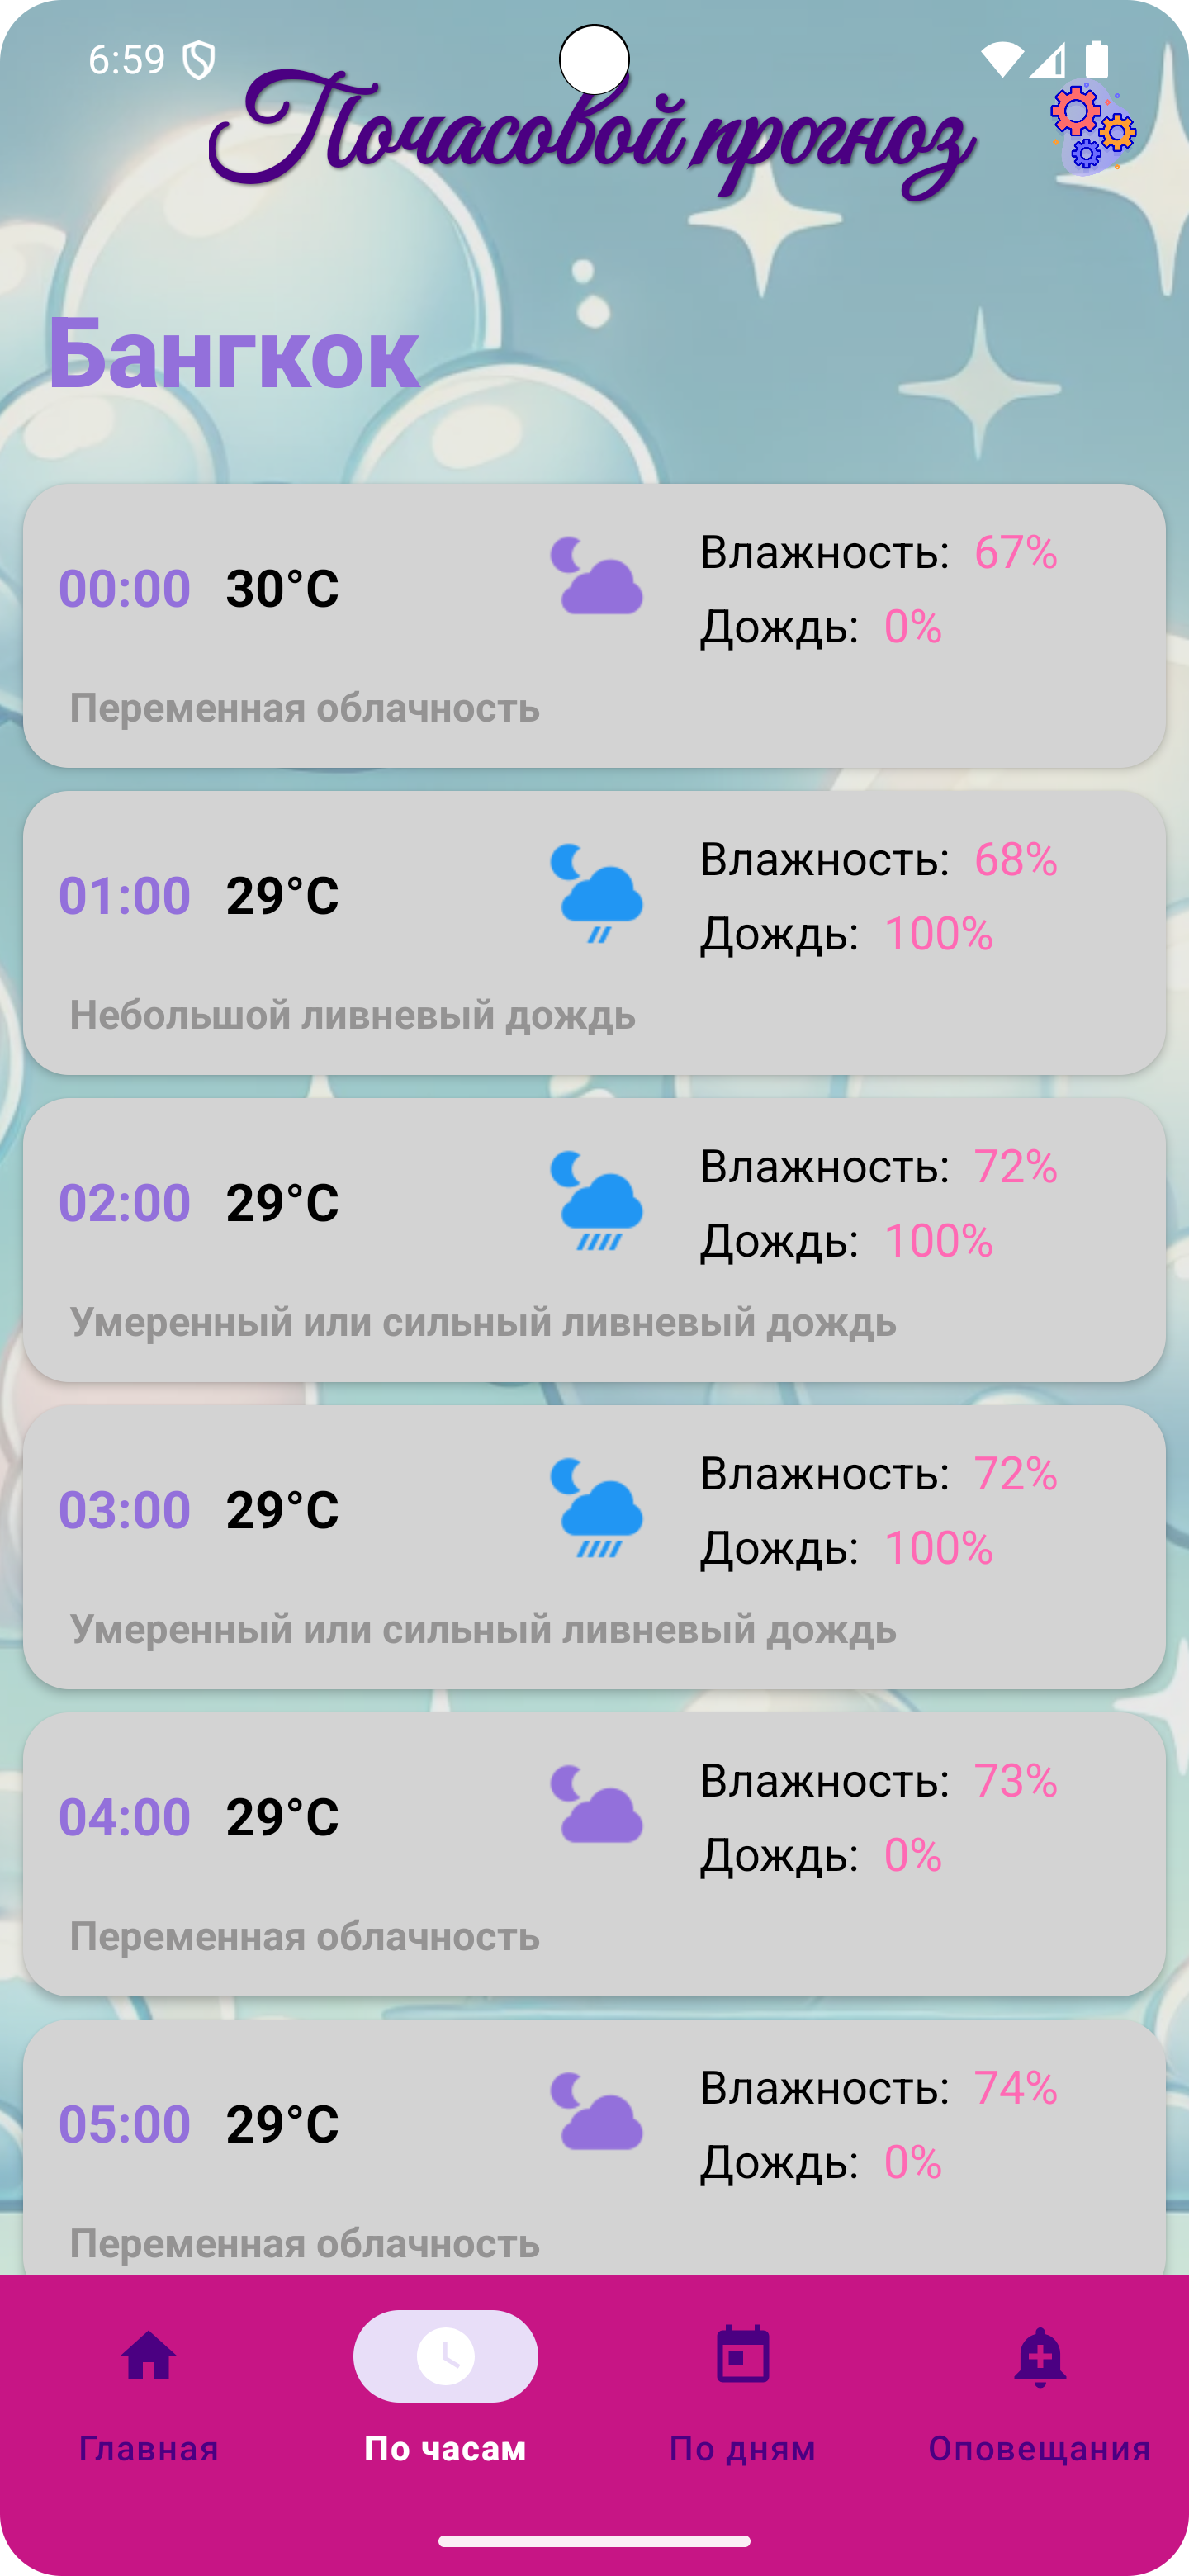 6:59
Почасовой прогноз
Бангкок
00:00 30°C
Влажность: 67%
Дождь: 0%
Переменная облачность
01:00 29°C
Влажность: 68%
Дождь: 100%
Небольшой ливневый дождь
02:00 29°C
Влажность: 72%
Дождь: 100%
Умеренный или сильный ливневый дождь
03:00 29°C
Влажность: 72%
Дождь: 100%
Умеренный или сильный ливневый дождь
04:00 29°C
Влажность: 73%
Дождь: 0%
Переменная облачность
05:00 29°C
Влажность: 74%
Дождь: 0%
Переменная облачность
Главная По часам По дням Оповещания